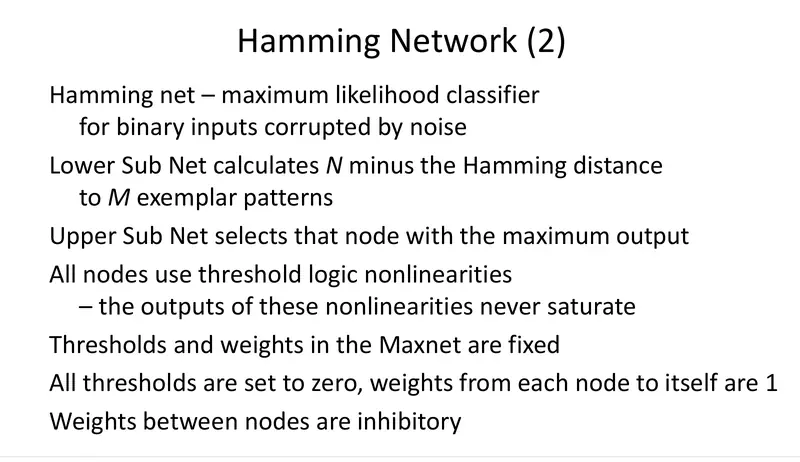 Hamming Network (2)
Hamming net – maximum likelihood classifier
for binary inputs corrupted by noise
Lower Sub Net calculates N minus the Hamming distance
to M exemplar patterns
Upper Sub Net selects that node with the maximum output
All nodes use threshold logic nonlinearities
– the outputs of these nonlinearities never saturate
Thresholds and weights in the Maxnet are fixed
All thresholds are set to zero, weights from each node to itself are 1
Weights between nodes are inhibitory